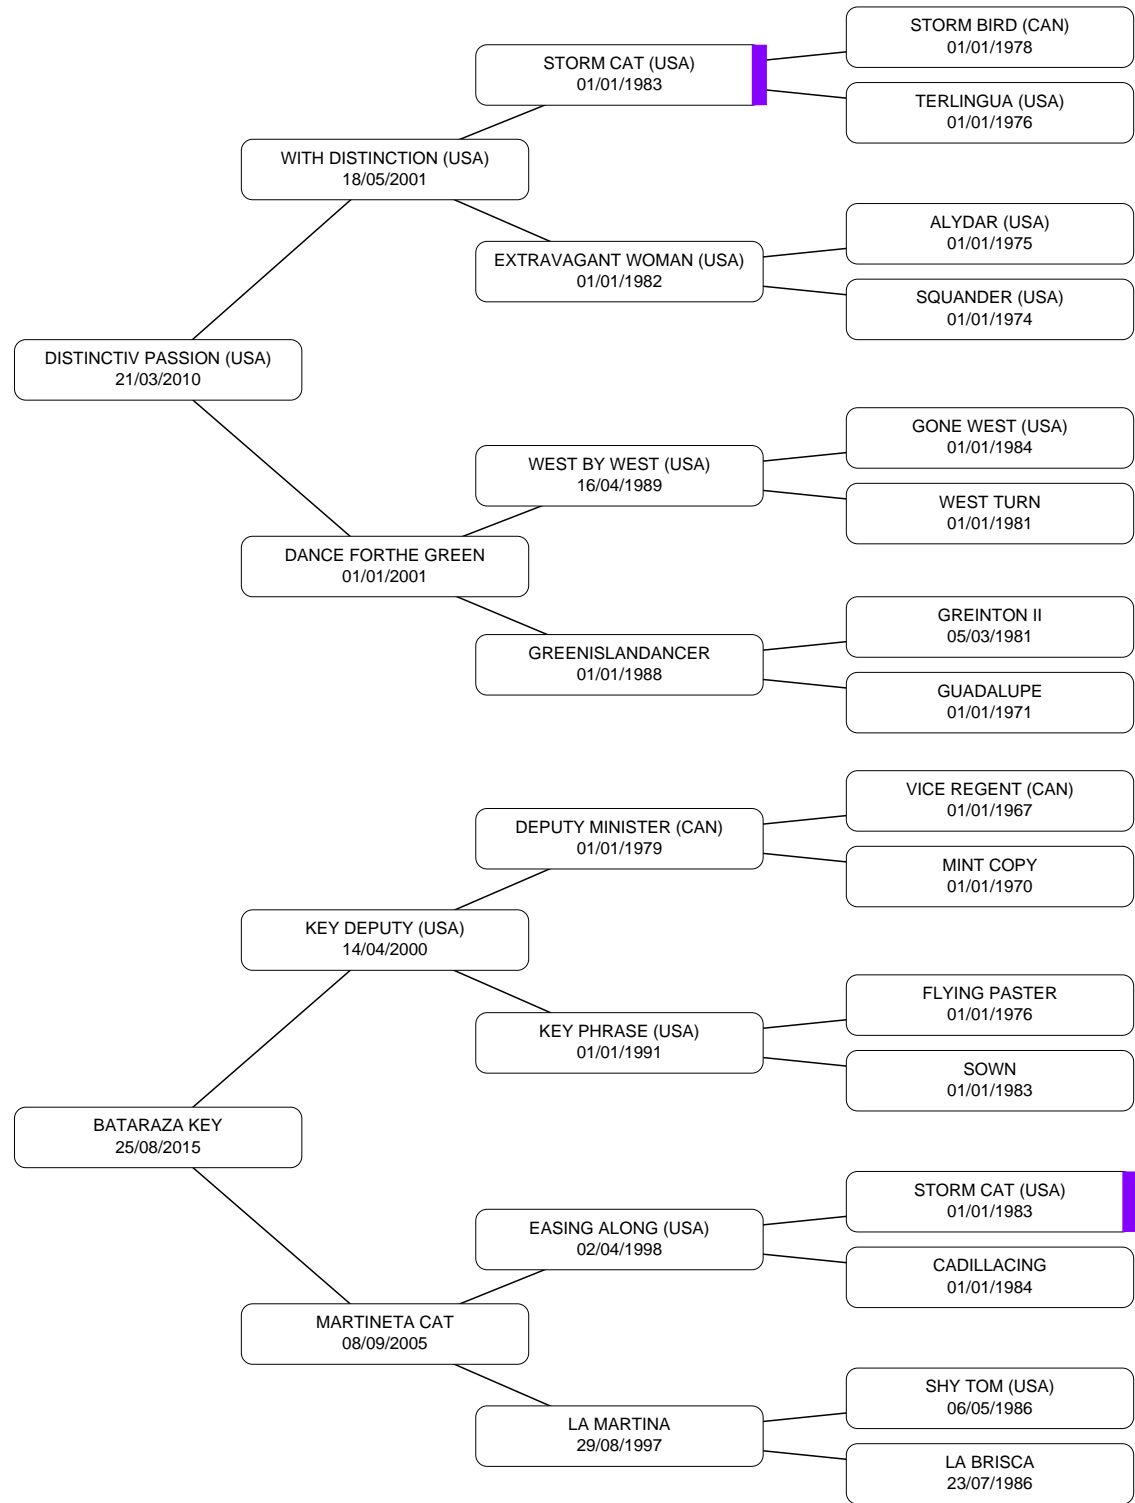 STORM BIRD (CAN)
01/01/1978
STORM CAT (USA)
01/01/1983
TERLINGUA (USA)
01/01/1976
WITH DISTINCTION (USA)
18/05/2001
ALYDAR (USA)
01/01/1975
EXTRAVAGANT WOMAN (USA)
01/01/1982
SQUANDER (USA)
01/01/1974
DISTINCTIV PASSION (USA)
21/03/2010
GONE WEST (USA)
01/01/1984
WEST BY WEST (USA)
16/04/1989
WEST TURN
01/01/1981
DANCE FORTHE GREEN
01/01/2001
GREINTON II
05/03/1981
GREENISLANDANCER
01/01/1988
GUADALUPE
01/01/1971
VICE REGENT (CAN)
01/01/1967
DEPUTY MINISTER (CAN)
01/01/1979
MINT COPY
01/01/1970
KEY DEPUTY (USA)
14/04/2000
FLYING PASTER
01/01/1976
KEY PHRASE (USA)
01/01/1991
SOWN
01/01/1983
BATARAZA KEY
25/08/2015
STORM CAT (USA)
01/01/1983
EASING ALONG (USA)
02/04/1998
CADILLACING
01/01/1984
MARTINETA CAT
08/09/2005
SHY TOM (USA)
06/05/1986
LA MARTINA
29/08/1997
LA BRISCA
23/07/1986